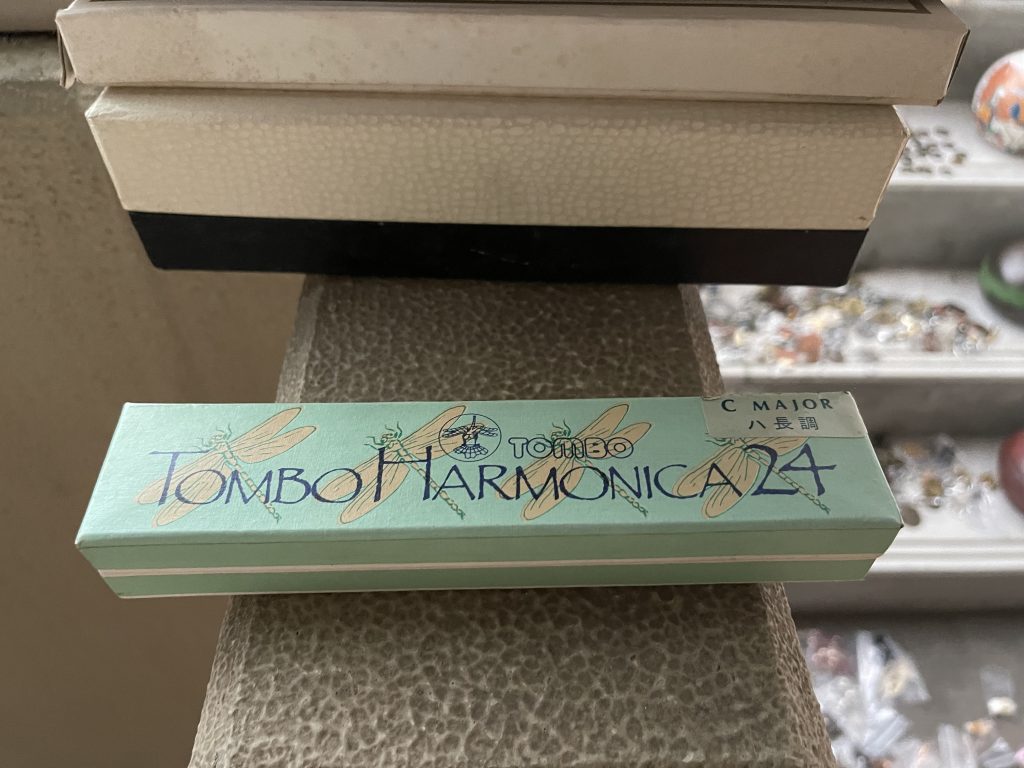 C MAJOR
ハ長調
TOMBO
TOMBO HARMONICA 24